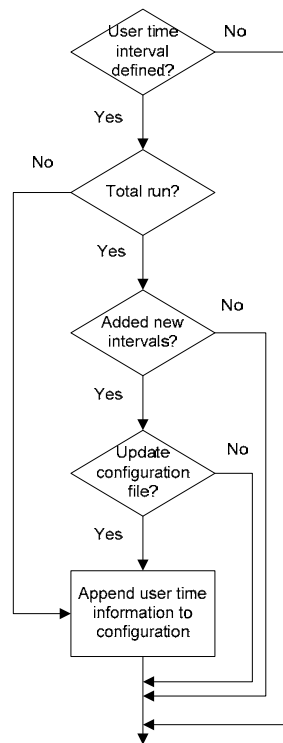 User time
interval
defined?
No
Yes
No
Total run?
Yes
Added new
intervals?
No
Yes
Update
configuration
file?
No
Yes
Append user time
information to
configuration